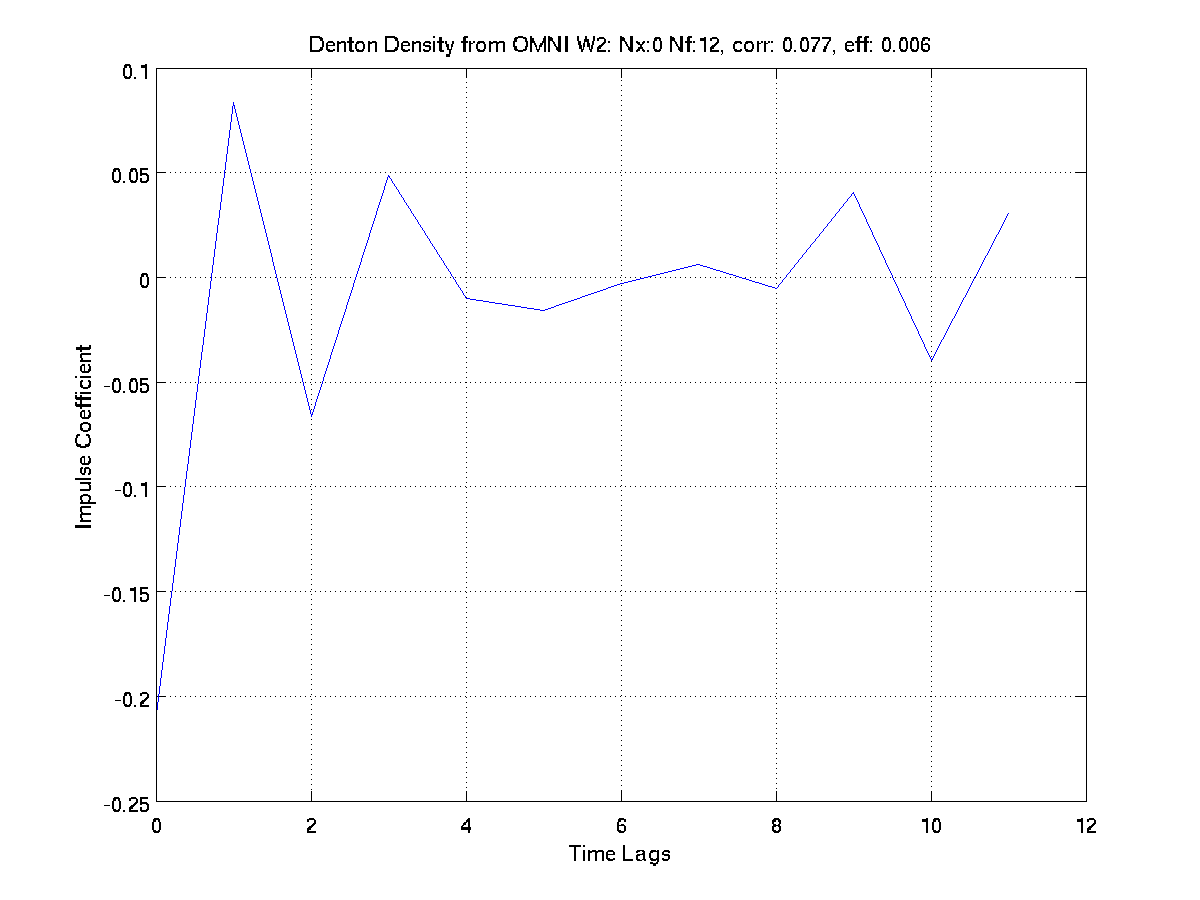 Denton Density from OMNI W2: Nx:0 Nf:12, corr: 0.077, eff: 0.006
0.1
0.05
0
-0.05
-0.1
-0.15
-0.2
-0.25
Impulse Coefficient
0 2 4 6 8 10 12
Time Lags